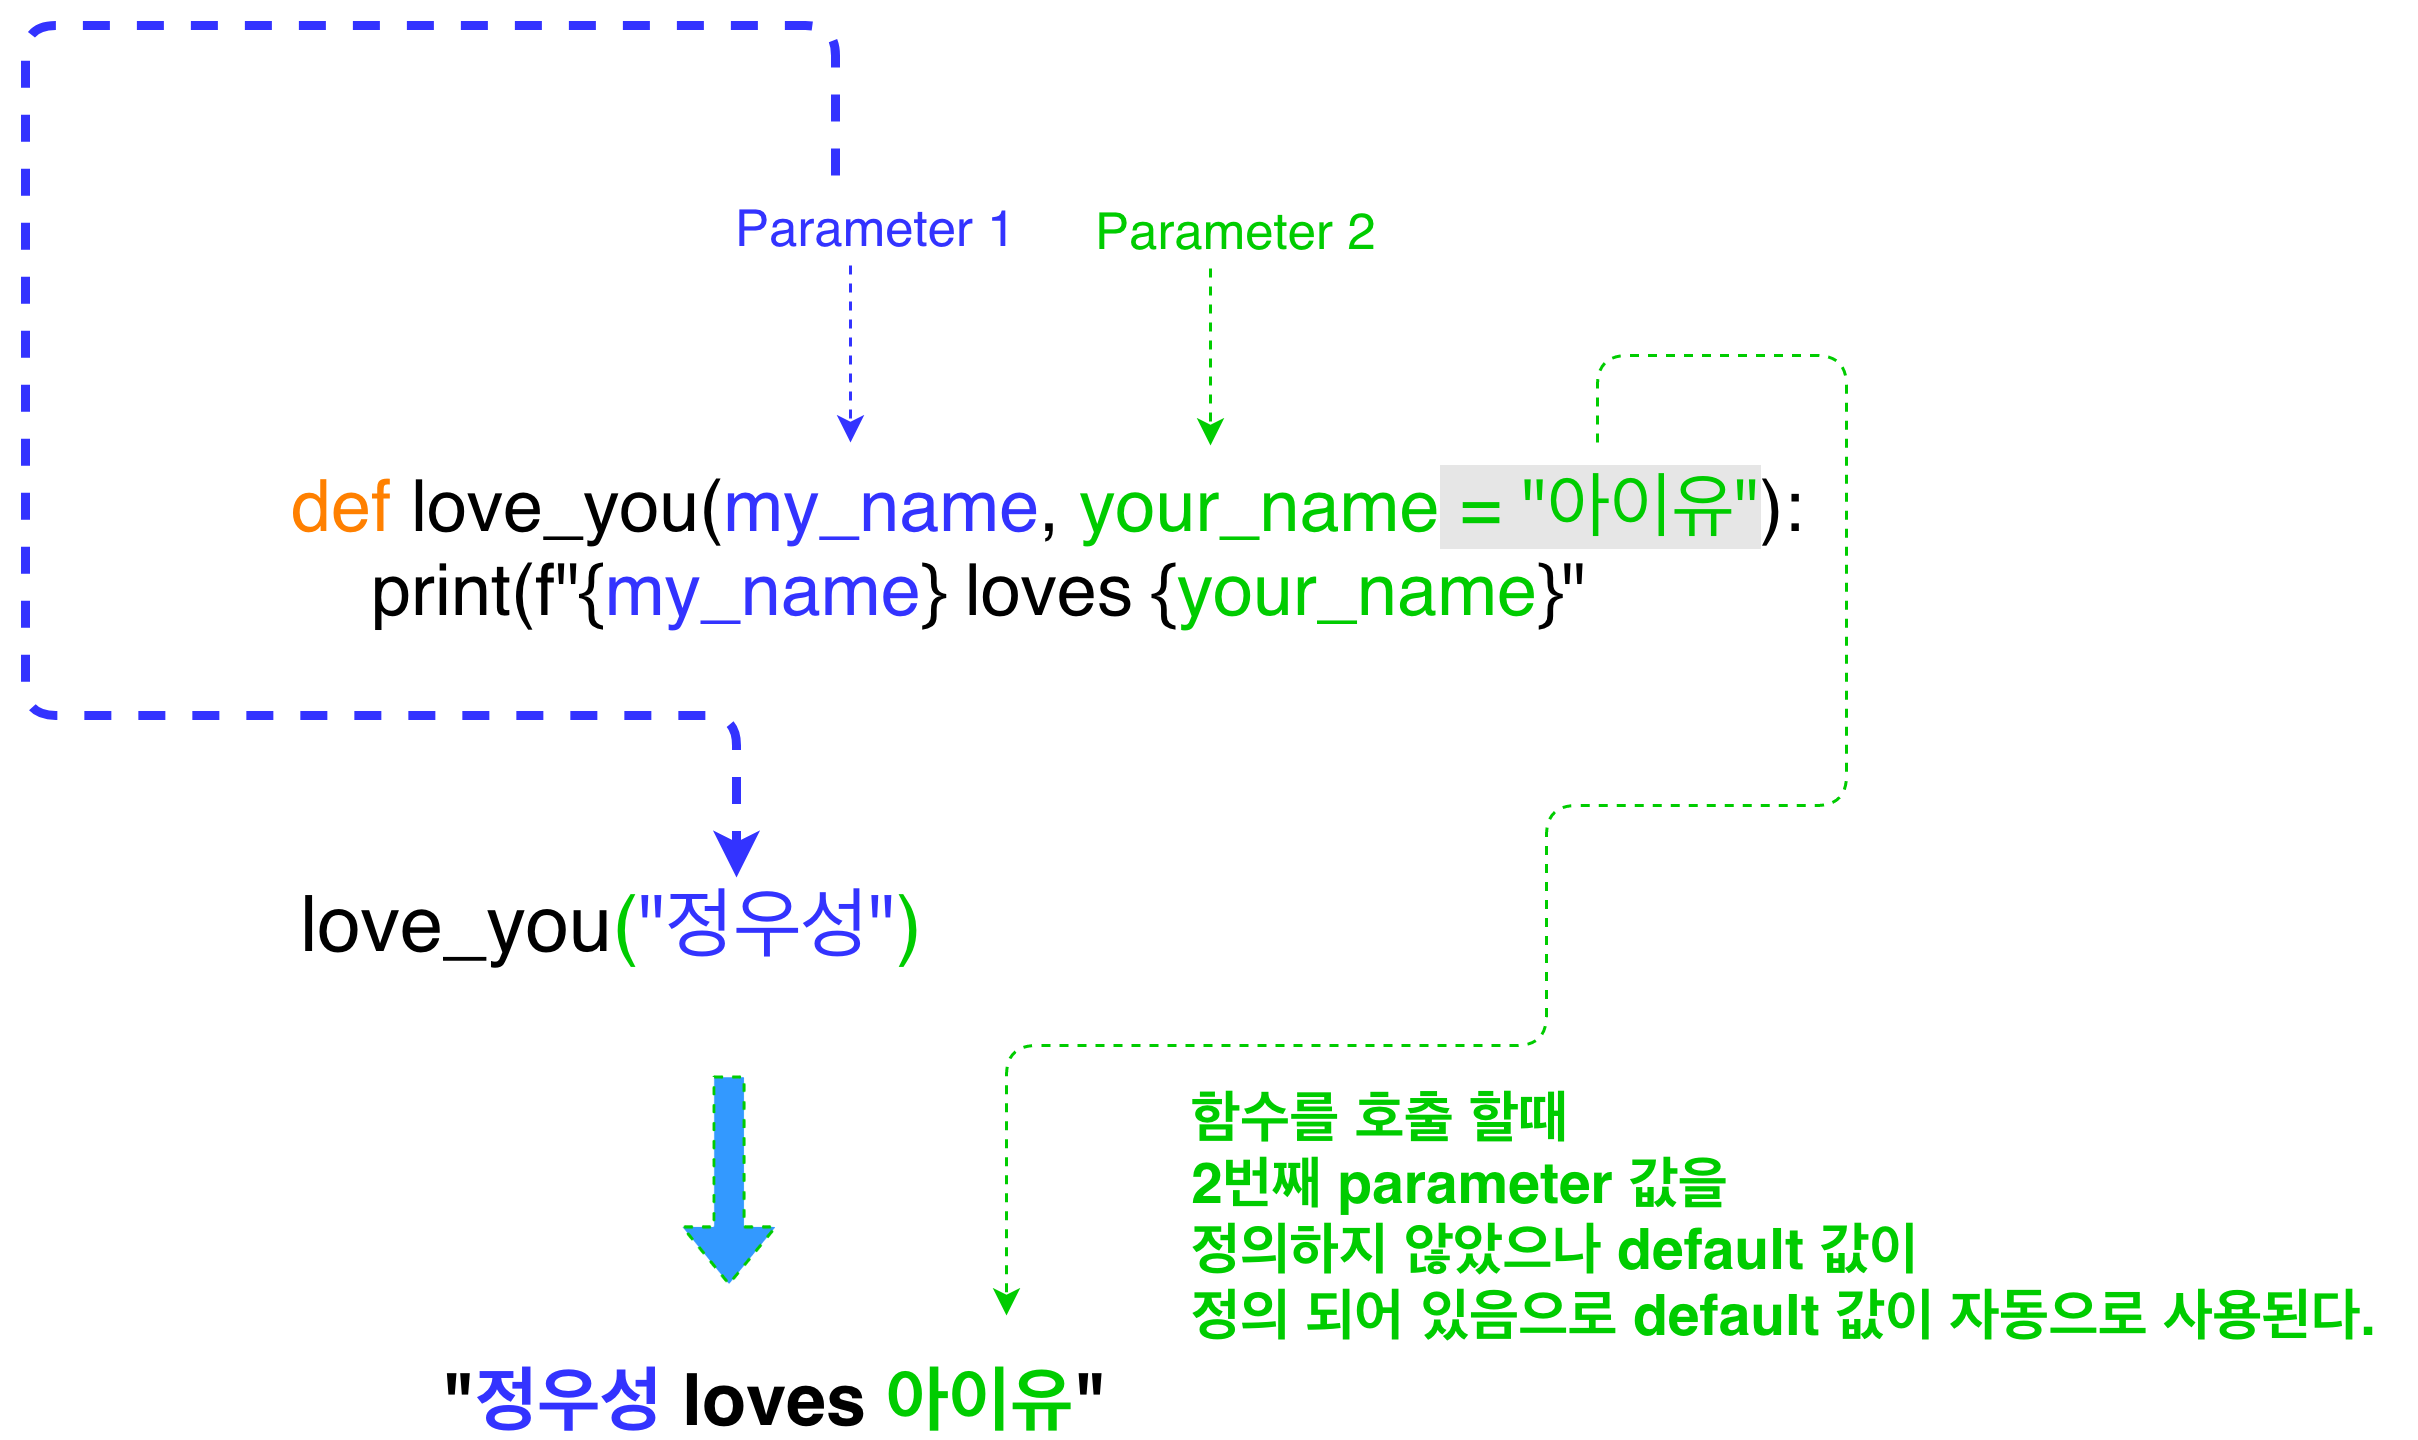 Parameter 1
Parameter 2
def love_you(my_name, your_name = "아이유"):
print(f"{my_name} loves {your_name}"
love_you("정우성")
함수를 호출 할때
2번째 parameter 값을
정의하지 않았으나 default 값이
정의 되어 있음으로 default 값이 자동으로 사용된다.
"정우성 loves 아이유"